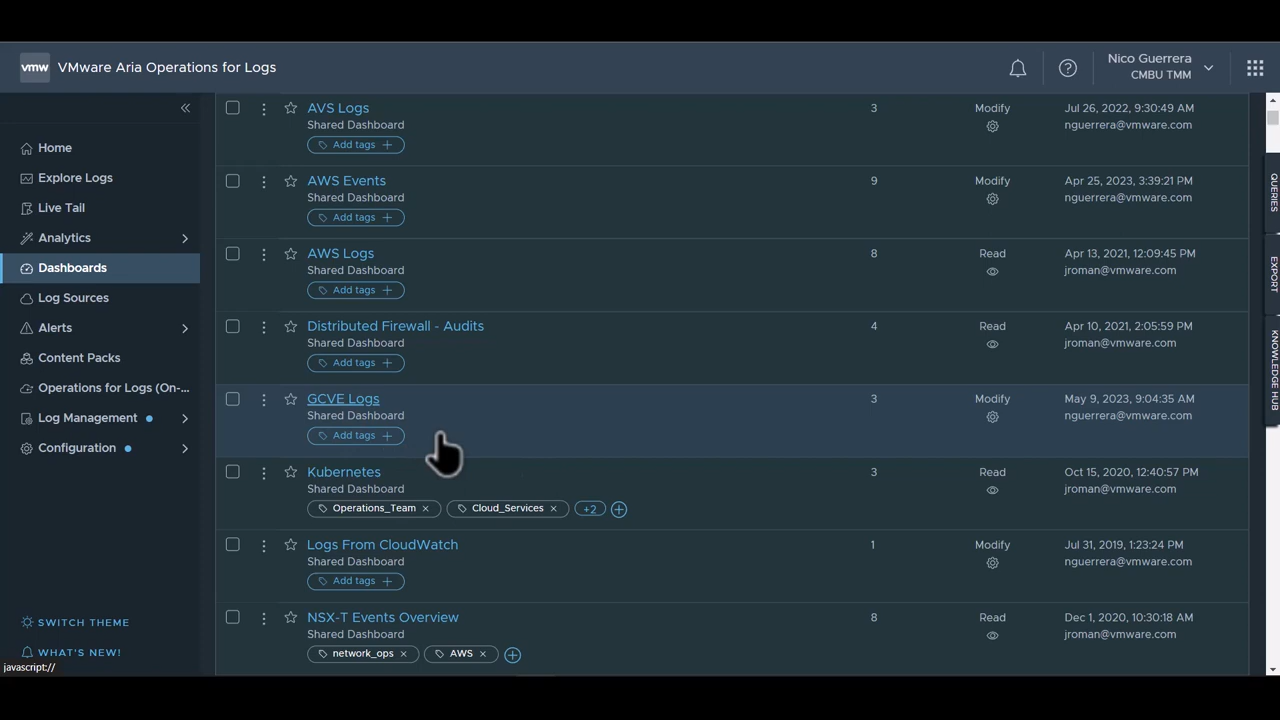 vmw VMware Aria Operations for Logs
Nico Guerrera
CMBU TMM
Home
Explore Logs
Live Tail
Analytics
Dashboards
Log Sources
Alerts
Content Packs
Operations for Logs (On-...
Log Management
Configuration
SWITCH THEME
WHAT'S NEW!
javascript://
AVS Logs 3 Modify Jul 26, 2022, 9:30:49 AM
Shared Dashboard nguerrera@vmware.com
Add tags +
AWS Events 9 Modify Apr 25, 2023, 3:39:21 PM
Shared Dashboard nguerrera@vmware.com
Add tags +
AWS Logs 8 Read Apr 13, 2021, 12:09:45 PM
Shared Dashboard jroman@vmware.com
Add tags +
Distributed Firewall - Audits 4 Read Apr 10, 2021, 2:05:59 PM
Shared Dashboard jroman@vmware.com
Add tags +
GCVE Logs 3 Modify May 9, 2023, 9:04:35 AM
Shared Dashboard nguerrera@vmware.com
Add tags +
Kubernetes 3 Read Oct 15, 2020, 12:40:57 PM
Shared Dashboard jroman@vmware.com
Operations_Team × Cloud_Services × +2
Logs From CloudWatch 1 Modify Jul 31, 2019, 1:23:24 PM
Shared Dashboard nguerrera@vmware.com
Add tags +
NSX-T Events Overview 8 Read Dec 1, 2020, 10:30:18 AM
Shared Dashboard jroman@vmware.com
network_ops × AWS ×
QUERIES
EXPORT
KNOWLEDGE HUB